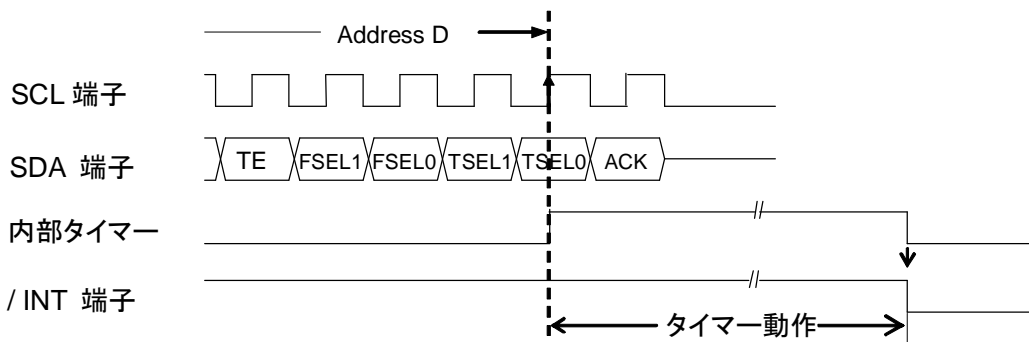 Address D
SCL 端子
SDA 端子
TE FSEL1 FSEL0 TSEL1 TSEL0 ACK
内部タイマー
/ INT 端子
タイマー動作